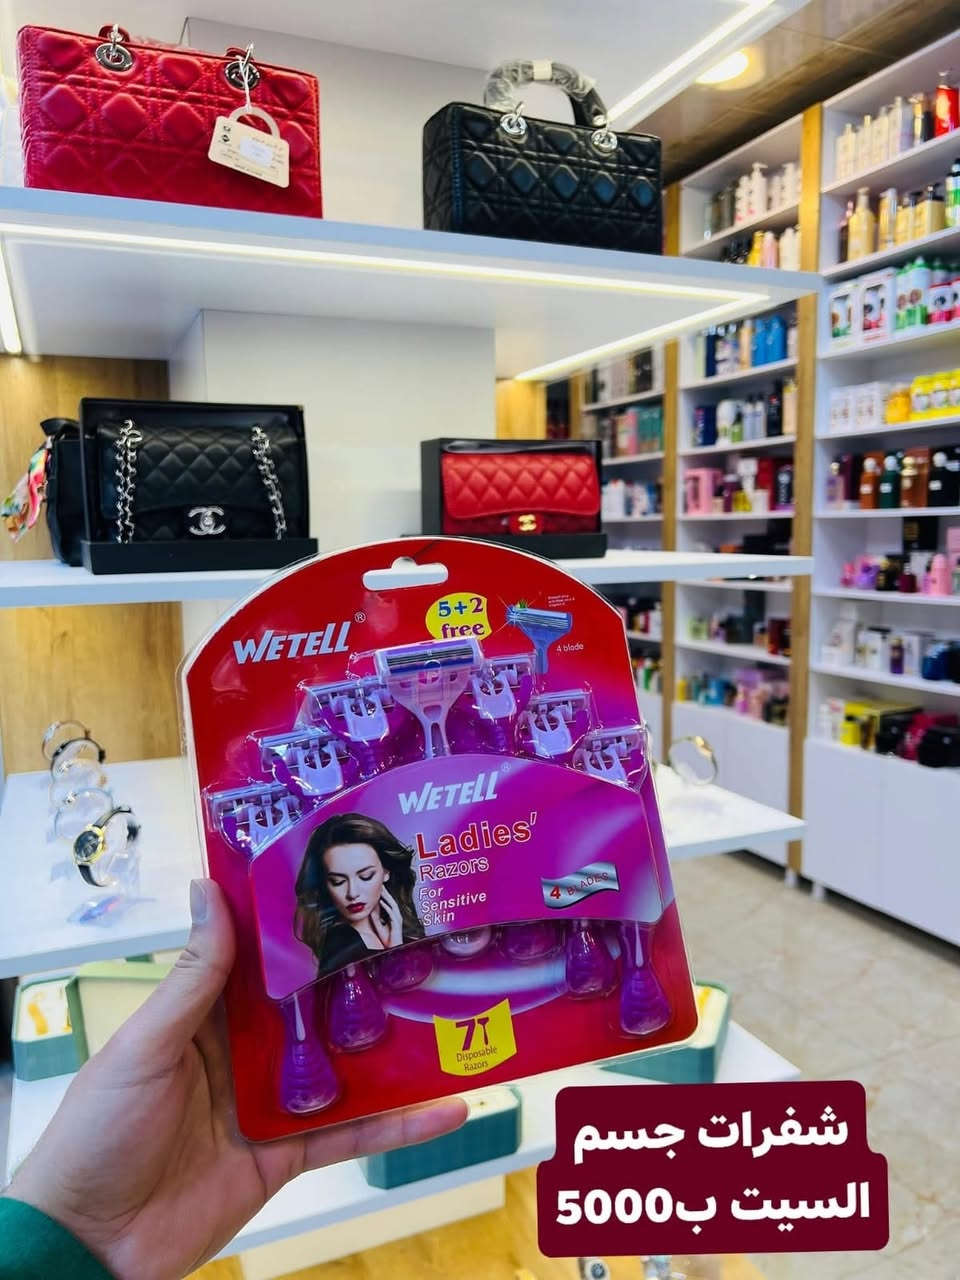 WETELL®
5+2
free
4 blade
WETELL®
Ladies'
Razors
For
Sensitive
Skin
4 BLADES
7
Disposable
Razors
شفرات جسم
السيت ب5000